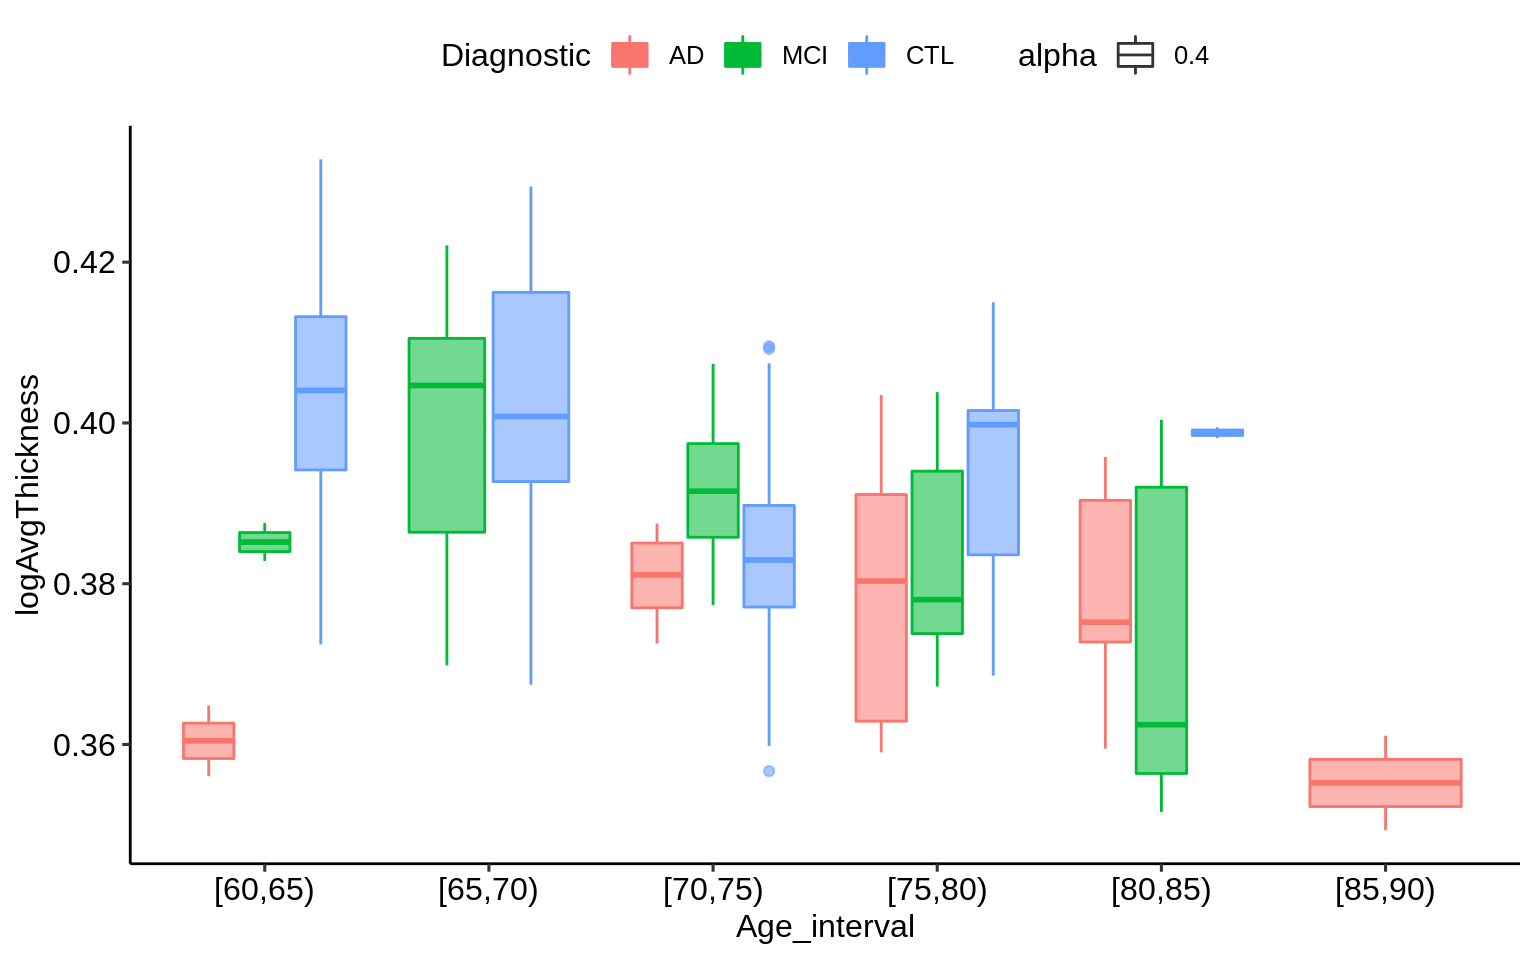 Diagnostic AD MCI CTL alpha 0.4
logAvgThickness
0.42
0.40
0.38
0.36
[60,65) [65,70) [70,75) [75,80) [80,85) [85,90)
Age_interval